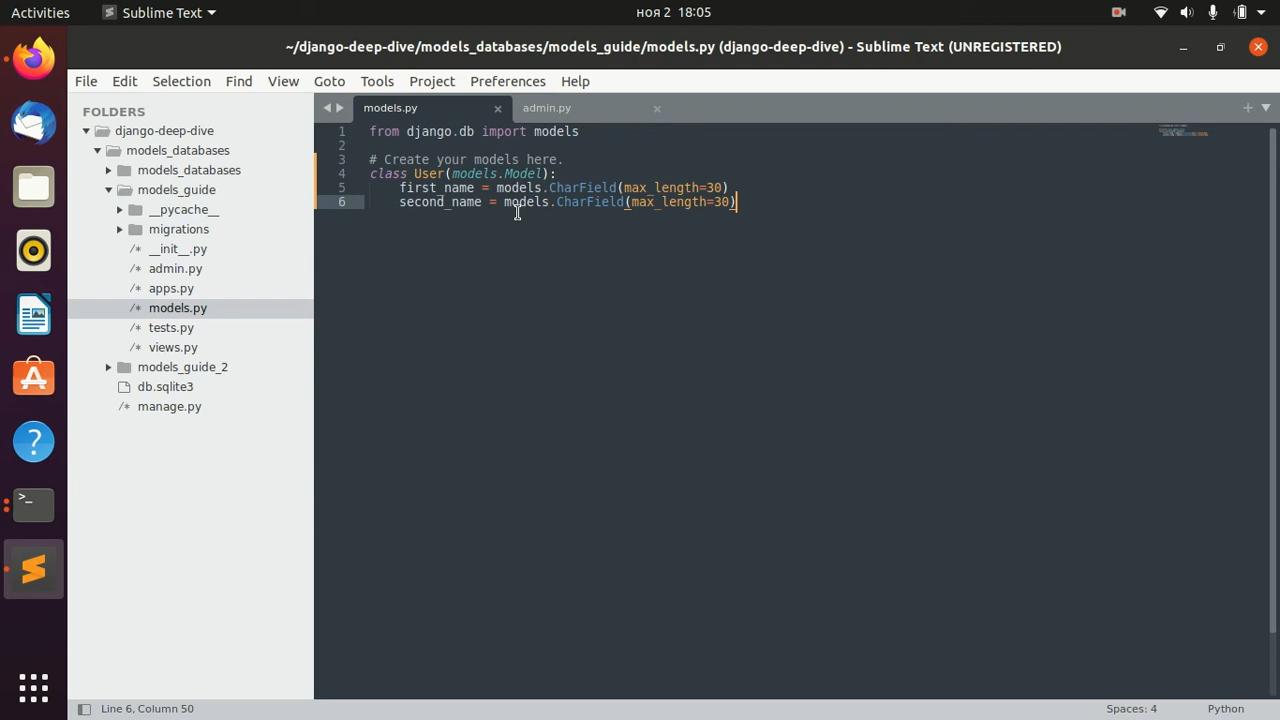 Activities
Sublime Text
ноя 2 18:05
~/django-deep-dive/models_databases/models_guide/models.py (django-deep-dive) - Sublime Text (UNREGISTERED)
File Edit Selection Find View Goto Tools Project Preferences Help
FOLDERS
django-deep-dive
models_databases
models_databases
models_guide
__pycache__
migrations
/* __init__.py
/* admin.py
/* apps.py
/* models.py
/* tests.py
/* views.py
models_guide_2
db.sqlite3
/* manage.py
models.py
admin.py
1 from django.db import models
2
3 # Create your models here.
4 class User(models.Model):
5 first_name = models.CharField(max_length=30)
6 second_name = models.CharField(max_length=30)
Line 6, Column 50
Spaces: 4
Python